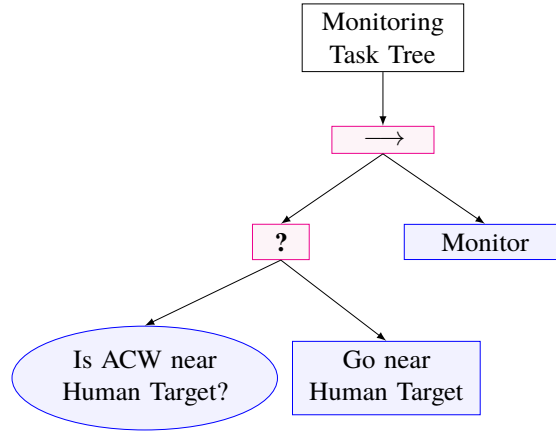 Monitoring
Task Tree
→
?
Monitor
Is ACW near
Human Target?
Go near
Human Target